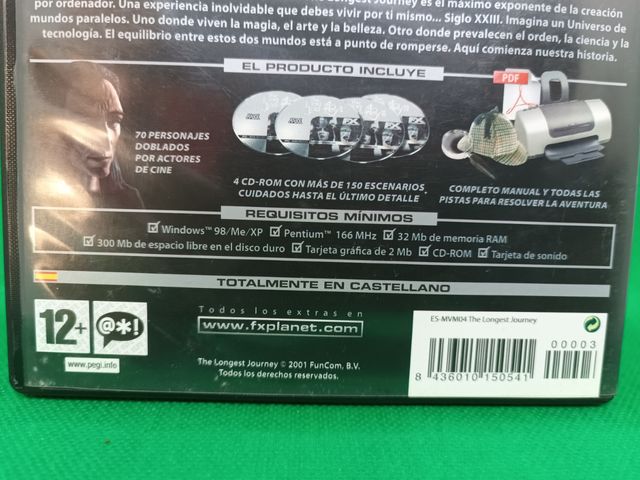 por ordenador. Una experiencia inolvidable que debes vivir por ti mismo... Siglo XXIII. Imagina un Universo de
mundos paralelos. Uno donde viven la magia, el arte y la belleza. Otro donde prevalecen el orden, la ciencia y la
tecnología. El equilibrio entre estos dos mundos está a punto de romperse. Aquí comienza nuestra historia.
EL PRODUCTO INCLUYE
70 PERSONAJES
DOBLADOS
POR ACTORES
DE CINE
4 CD-ROM CON MÁS DE 150 ESCENARIOS,
CUIDADOS HASTA EL ÚLTIMO DETALLE
PDF
COMPLETO MANUAL Y TODAS LAS
PISTAS PARA RESOLVER LA AVENTURA
REQUISITOS MÍNIMOS
Windows™ 98/Me/XP Pentium™ 166 MHz 32 Mb de memoria RAM
300 Mb de espacio libre en el disco duro Tarjeta gráfica de 2 Mb CD-ROM Tarjeta de sonido
TOTALMENTE EN CASTELLANO
12+
@*!
www.pegi.info
Todos los extras en
www.fxplanet.com
The Longest Journey © 2001 FunCom, B.V.
Todos los derechos reservados.
ES-MVM04 The Longest Journey
00003
8 436010 150541